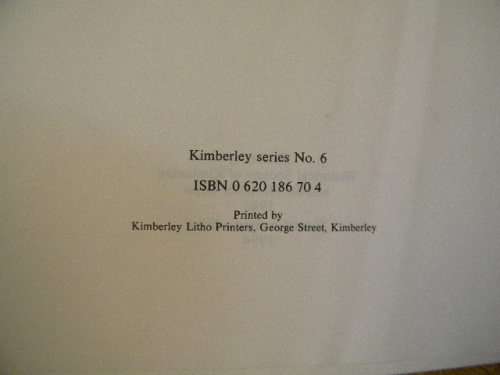 Kimberley series No. 6
ISBN 0 620 186 70 4
Printed by
Kimberley Litho Printers, George Street, Kimberley